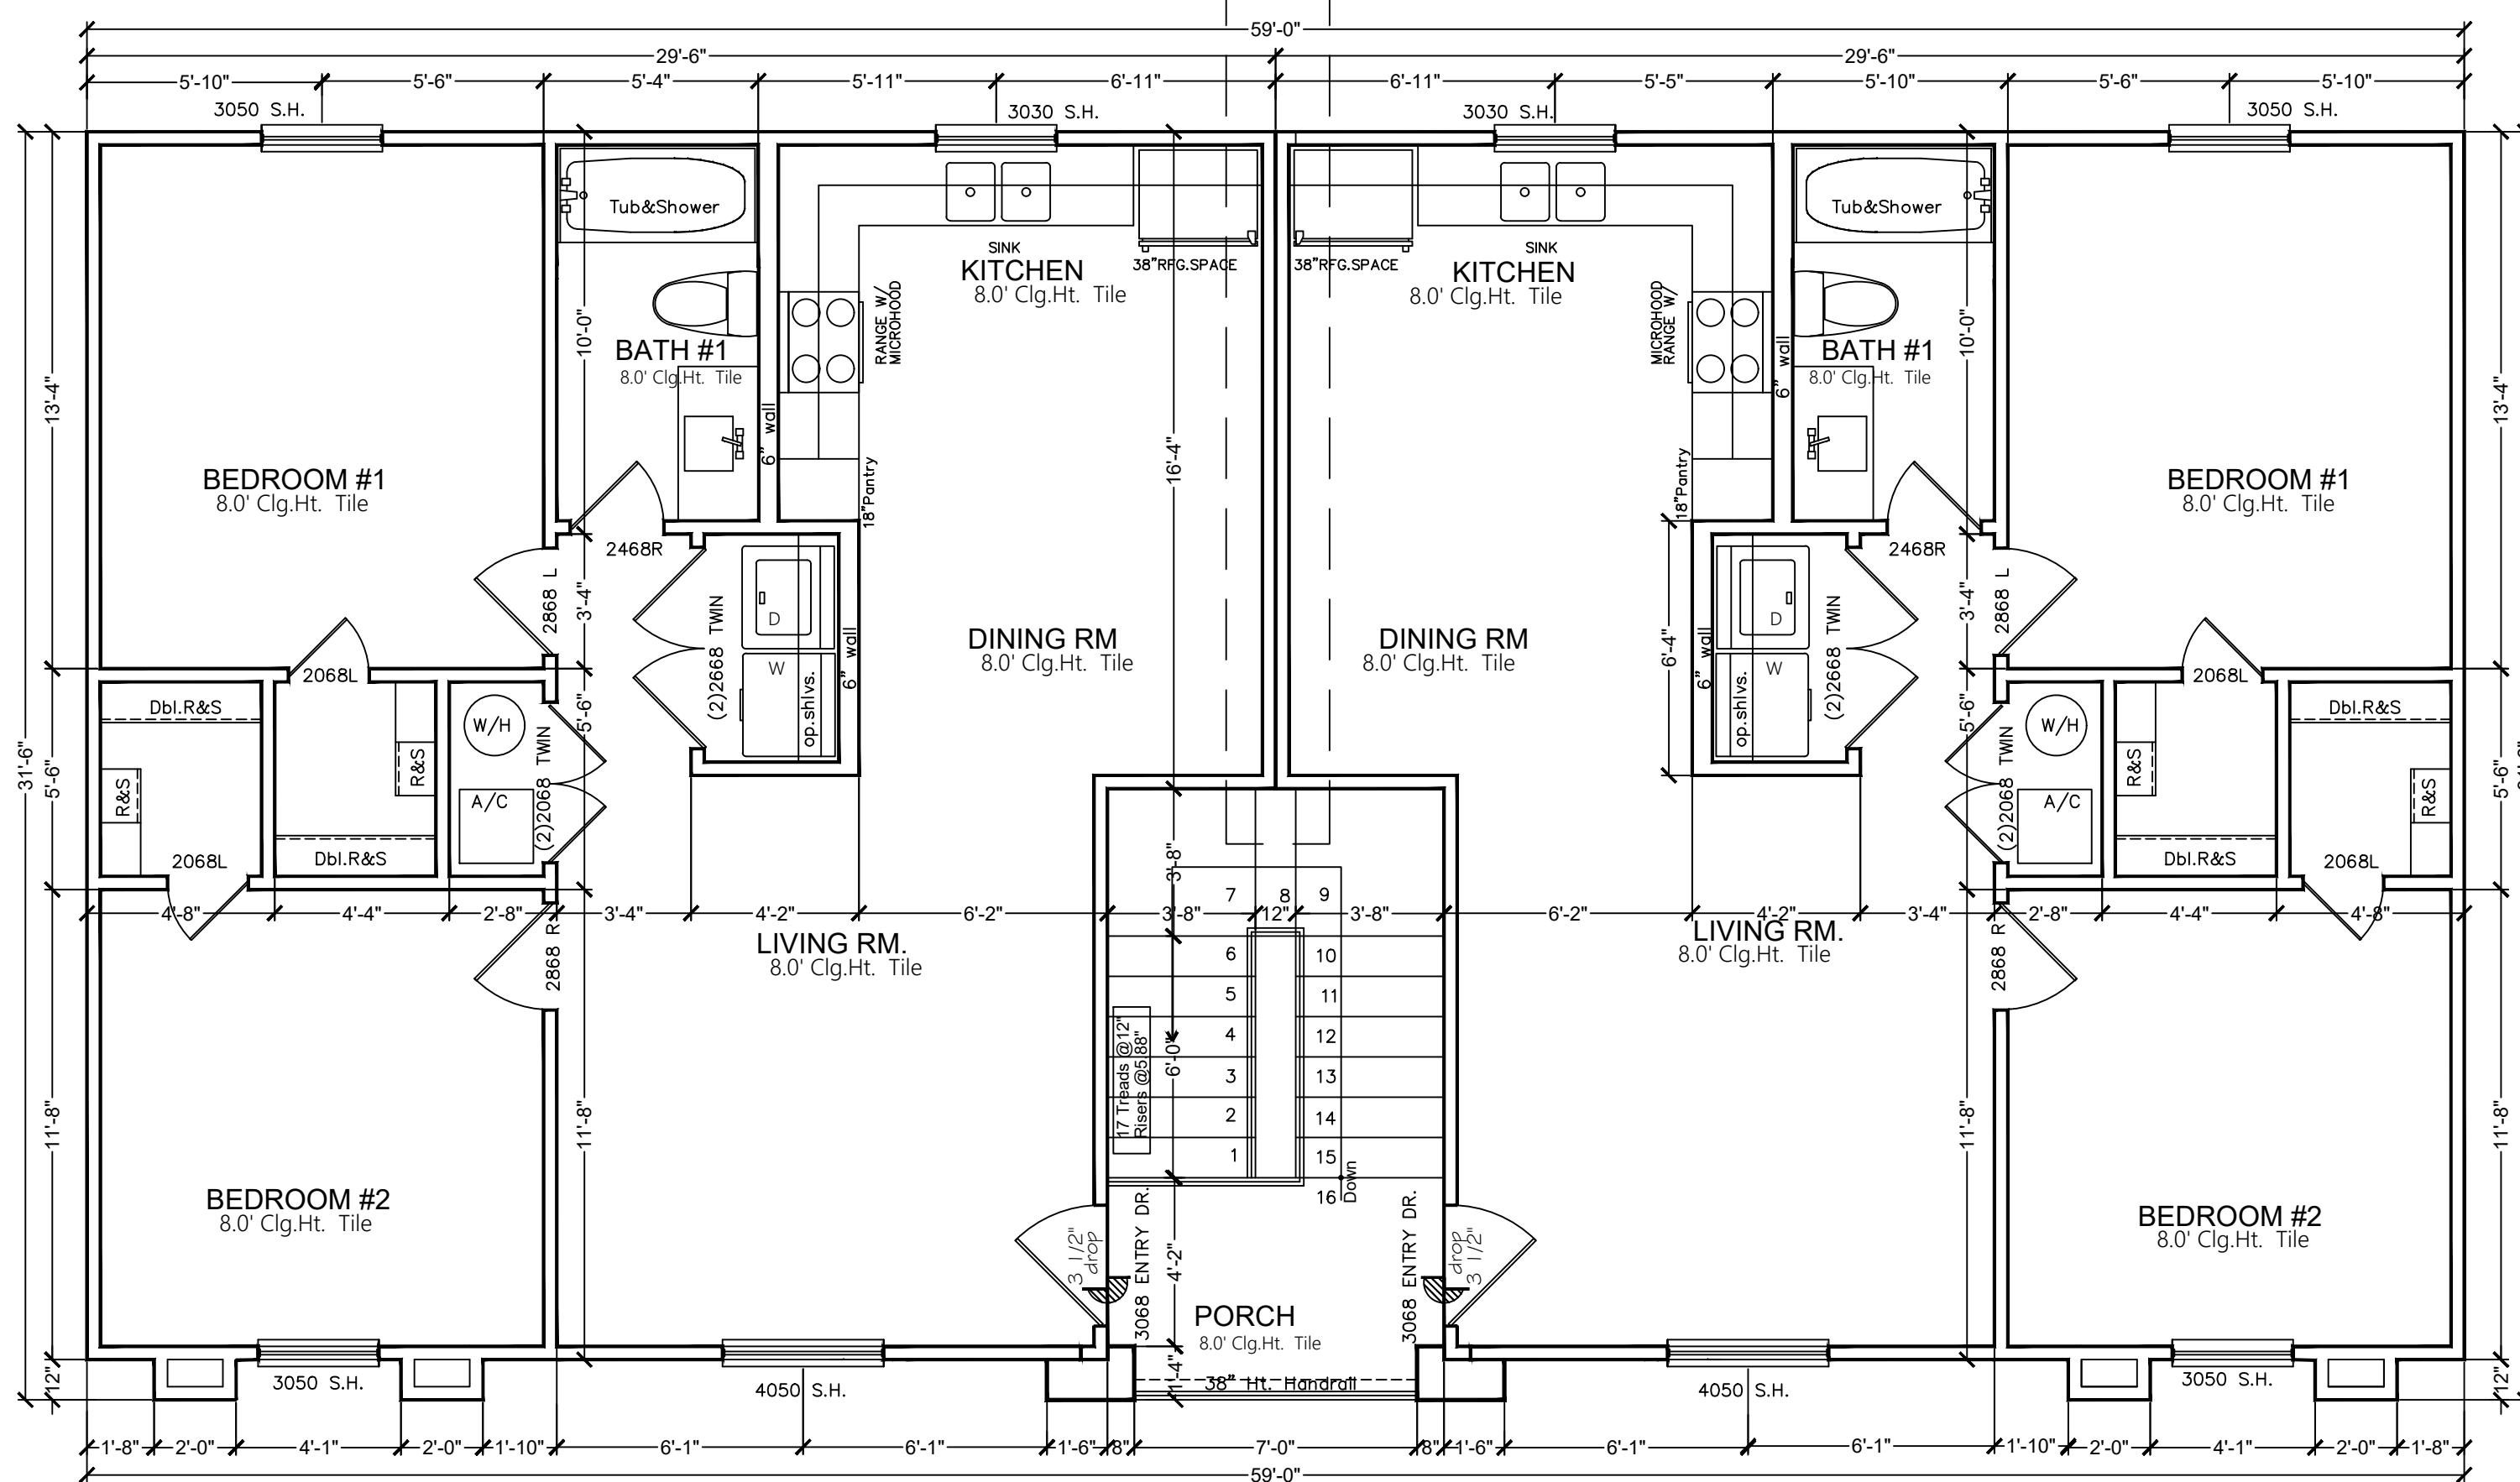 59'-0"
29'-6" 29'-6"
5'-10" 5'-6" 5'-4" 5'-11" 6'-11" 6'-11" 5'-5" 5'-10" 5'-6" 5'-10"
3050 S.H. 3030 S.H. 3030 S.H. 3050 S.H.
Tub&Shower Tub&Shower
SINK SINK
KITCHEN 38"RFG.SPACE 38"RFG.SPACE KITCHEN
8.0' Clg.Ht. Tile 8.0' Clg.Ht. Tile
RANGE W/
MICROHOOD
MICROHOOD
RANGE W/
10'-0" 10'-0"
BATH #1 BATH #1
8.0' Clg.Ht. Tile 8.0' Clg.Ht. Tile
6" wall 6" wall
13'-4" 13'-4"
16'-4"
18"Pantry 18"Pantry
BEDROOM #1 BEDROOM #1
8.0' Clg.Ht. Tile 8.0' Clg.Ht. Tile
2468R 2468R
2868 L 3'-4" 3'-4" 2868 L
(2)2668 TWIN D D (2)2668 TWIN
W W
op.shlvs. 6" wall 6'-4" 6" wall op.shlvs.
DINING RM DINING RM
8.0' Clg.Ht. Tile 8.0' Clg.Ht. Tile
2068L 2068L
Dbl.R&S W/H 5'-6" 5'-6" W/H Dbl.R&S
31'-6" 5'-6" R&S R&S A/C (2)2068 TWIN (2)2068 TWIN A/C R&S R&S 5'-6"
2068L Dbl.R&S Dbl.R&S 2068L
3'-8"
7 8 9
4'-8" 4'-4" 2'-8" 3'-4" 4'-2" 6'-2" 3'-8" 12" 3'-8" 6'-2" 4'-2" 3'-4" 2'-8" 4'-4" 4'-8"
LIVING RM. LIVING RM.
8.0' Clg.Ht. Tile 8.0' Clg.Ht. Tile
2868 R 2868 R
6 10
5 11
4 12
3 13
2 14
1 15
16
Down
17 Treads @12"
Risers @5.88"
6'-0"
11'-8" 11'-8" 11'-8" 11'-8"
BEDROOM #2 BEDROOM #2
8.0' Clg.Ht. Tile 8.0' Clg.Ht. Tile
3 1/2"
drop
3068 ENTRY DR. 4'-2" 3068 ENTRY DR.
drop
3 1/2"
PORCH
8.0' Clg.Ht. Tile
1'-4"
38" Ht. Handrail
12" 3050 S.H. 4050 S.H. 4050 S.H. 3050 S.H. 12"
1'-8" 2'-0" 4'-1" 2'-0" 1'-10" 6'-1" 6'-1" 1'-6" 8" 7'-0" 8" 1'-6" 6'-1" 6'-1" 1'-10" 2'-0" 4'-1" 2'-0" 1'-8"
59'-0"